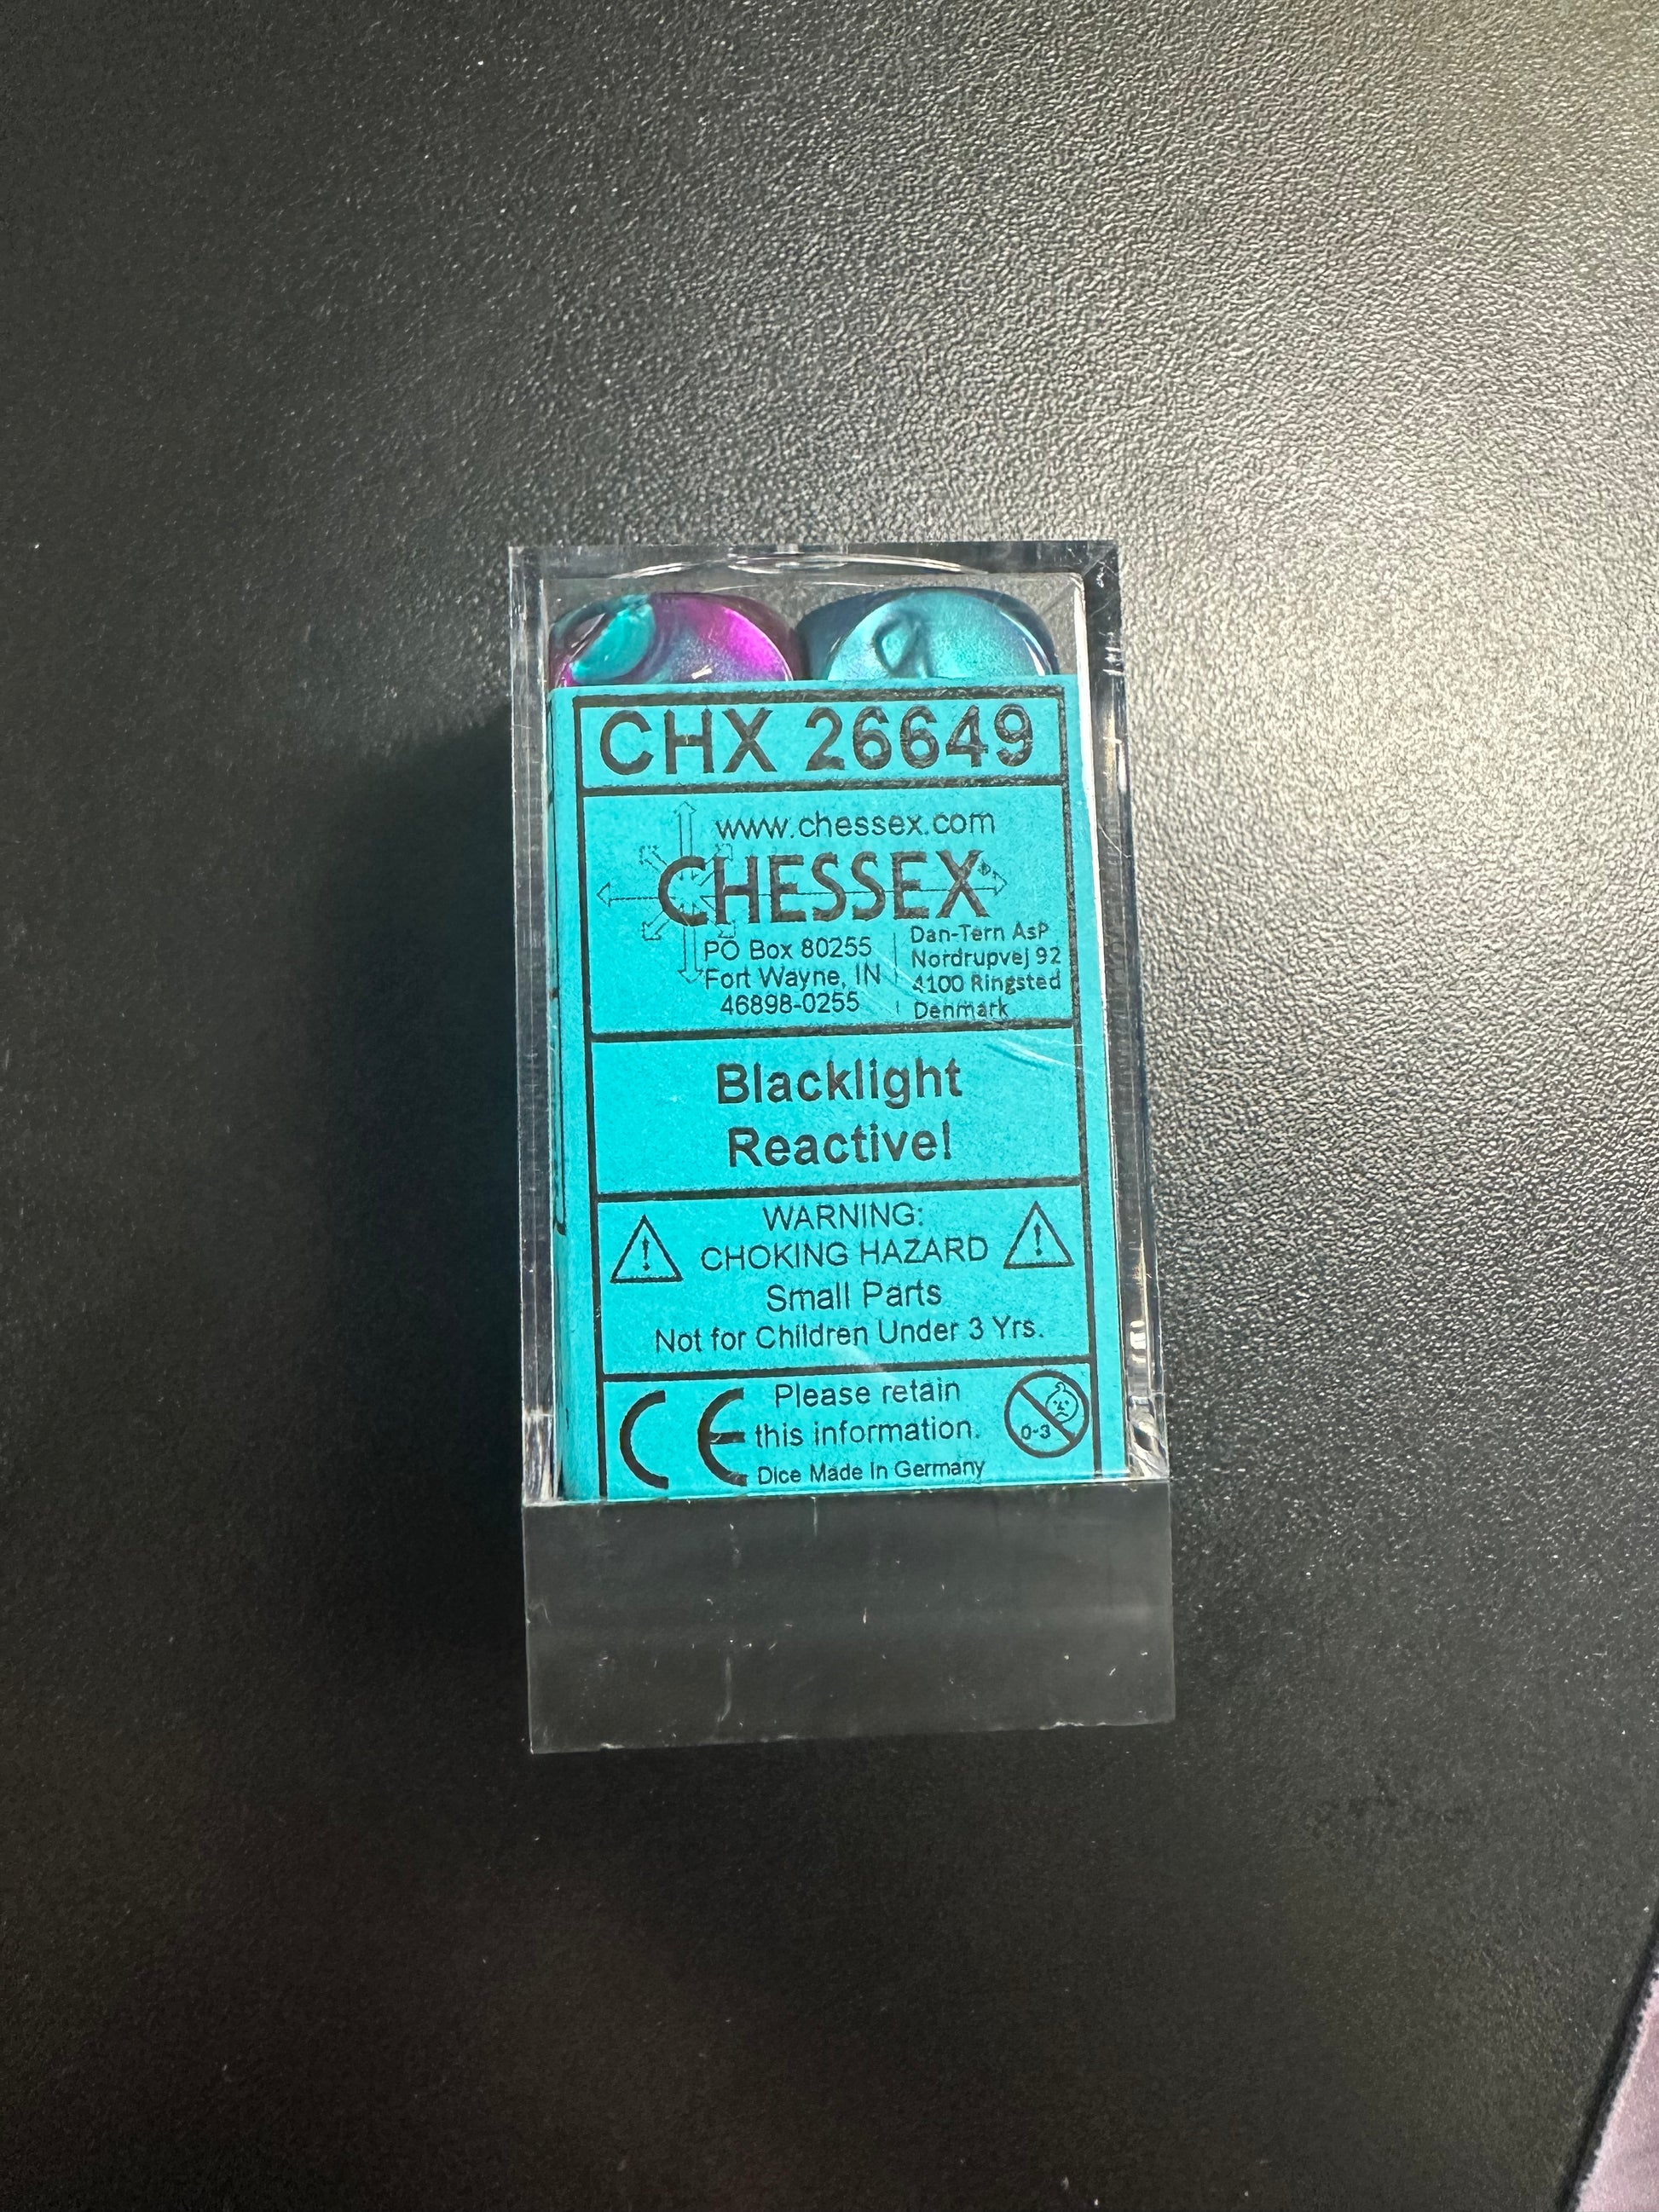 CHX 26649
www.chessex.com
CHESSEX®
PO Box 80255
Fort Wayne, IN
46898-0255
Dan-Tern AsP
Nordrupvej 92
4100 Ringsted
Denmark
Blacklight
Reactive!
WARNING:
CHOKING HAZARD
Small Parts
Not for Children Under 3 Yrs.
CE
Please retain
this information.
Dice Made In Germany
0-3